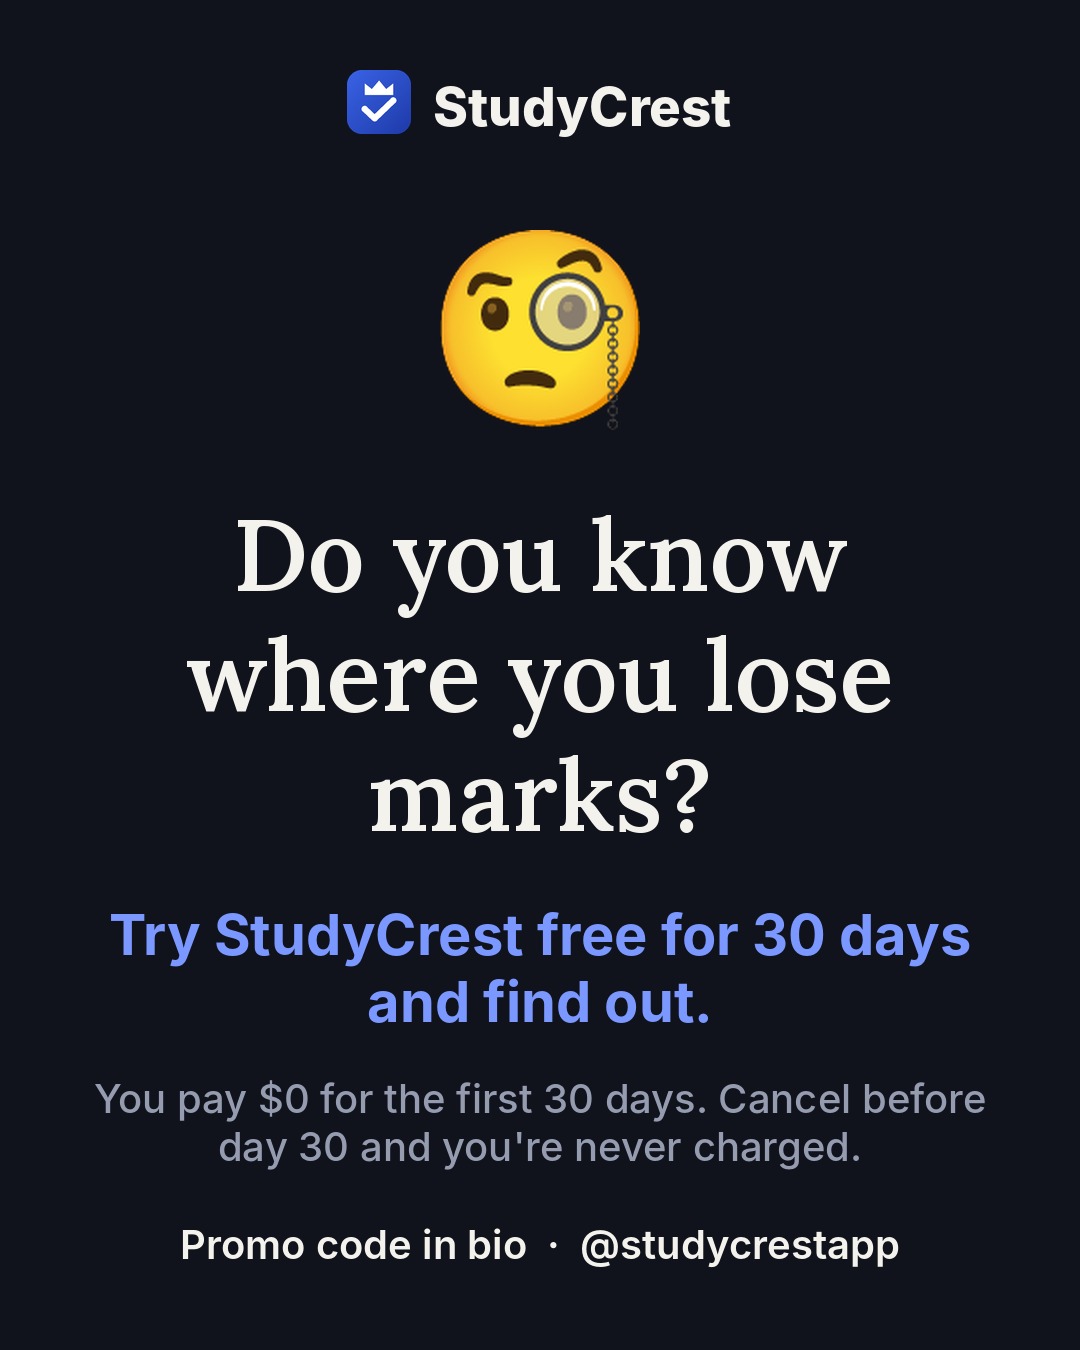 StudyCrest
Do you know
where you lose
marks?
Try StudyCrest free for 30 days
and find out.
You pay $0 for the first 30 days. Cancel before
day 30 and you're never charged.
Promo code in bio · @studycrestapp